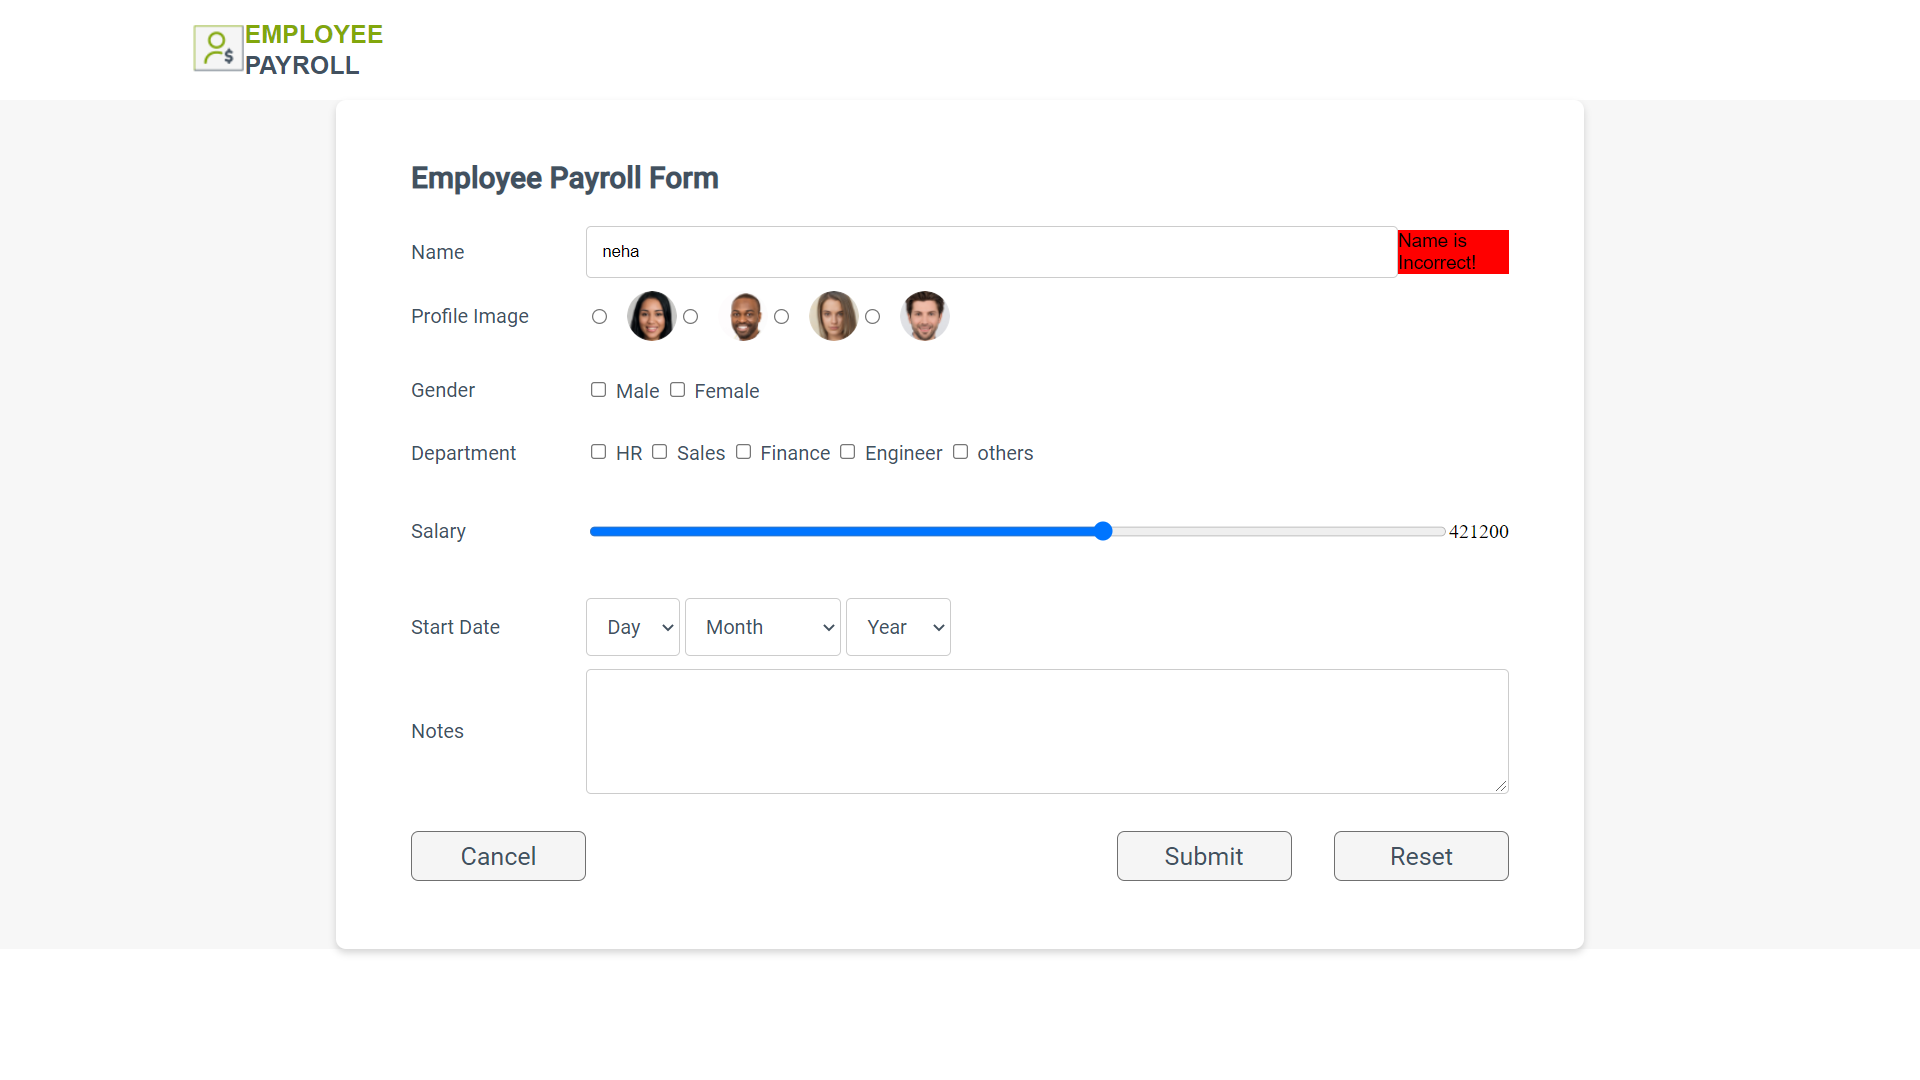 EMPLOYEE
PAYROLL
Employee Payroll Form
Name
neha
Name is
Incorrect!
Profile Image
Gender
Male Female
Department
HR Sales Finance Engineer others
Salary
421200
Start Date
Day Month Year
Notes
Cancel Submit Reset